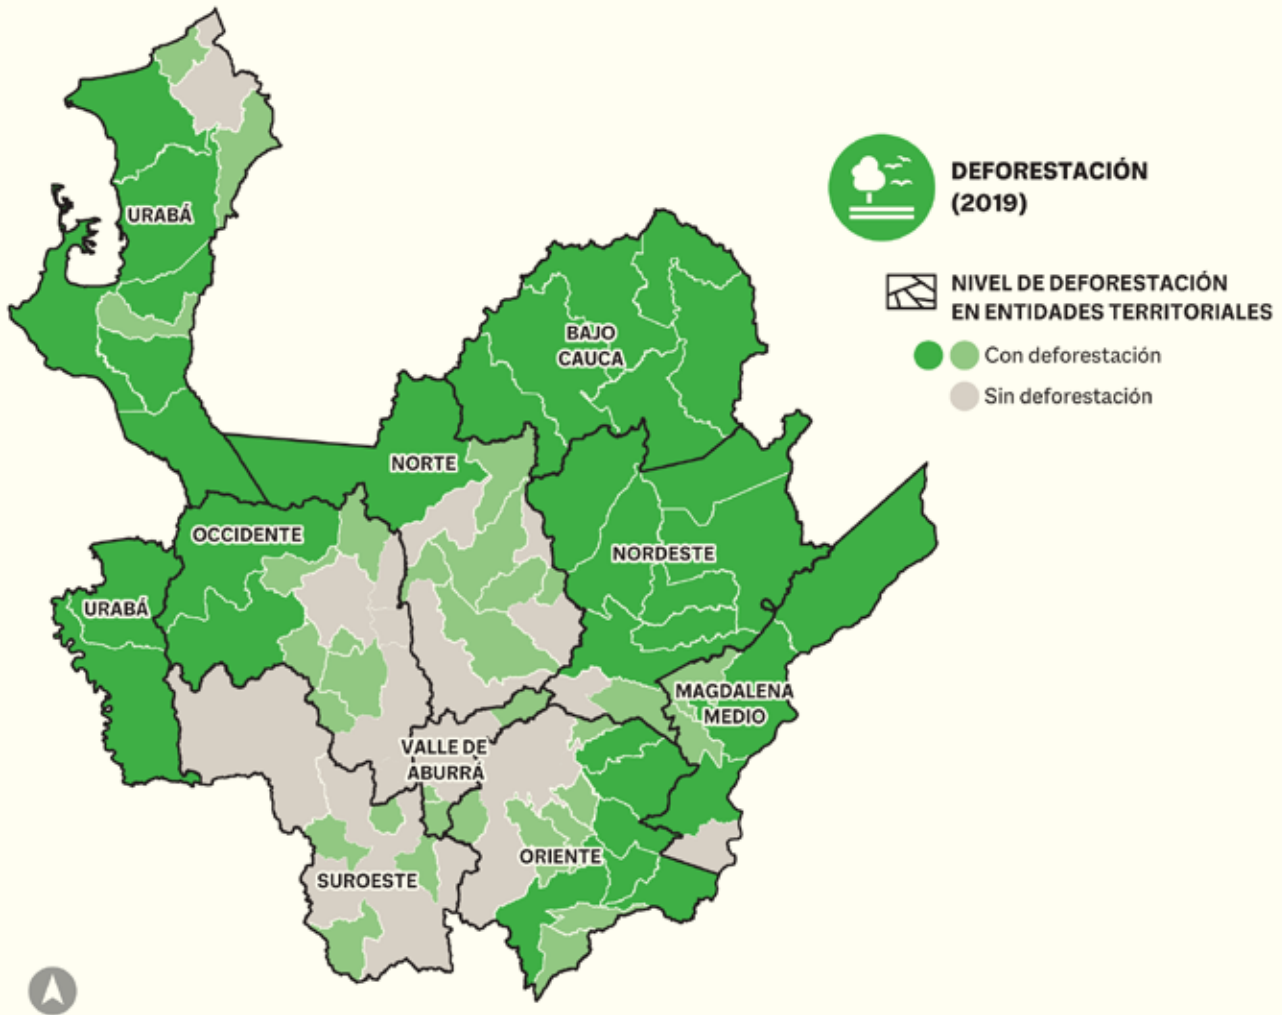 DEFORESTACIÓN
(2019)
NIVEL DE DEFORESTACIÓN
EN ENTIDADES TERRITORIALES
Con deforestación
Sin deforestación
URABÁ
BAJO
CAUCA
NORTE
OCCIDENTE
NORDESTE
URABÁ
MAGDALENA
MEDIO
VALLE DE
ABURRÁ
ORIENTE
SUROESTE